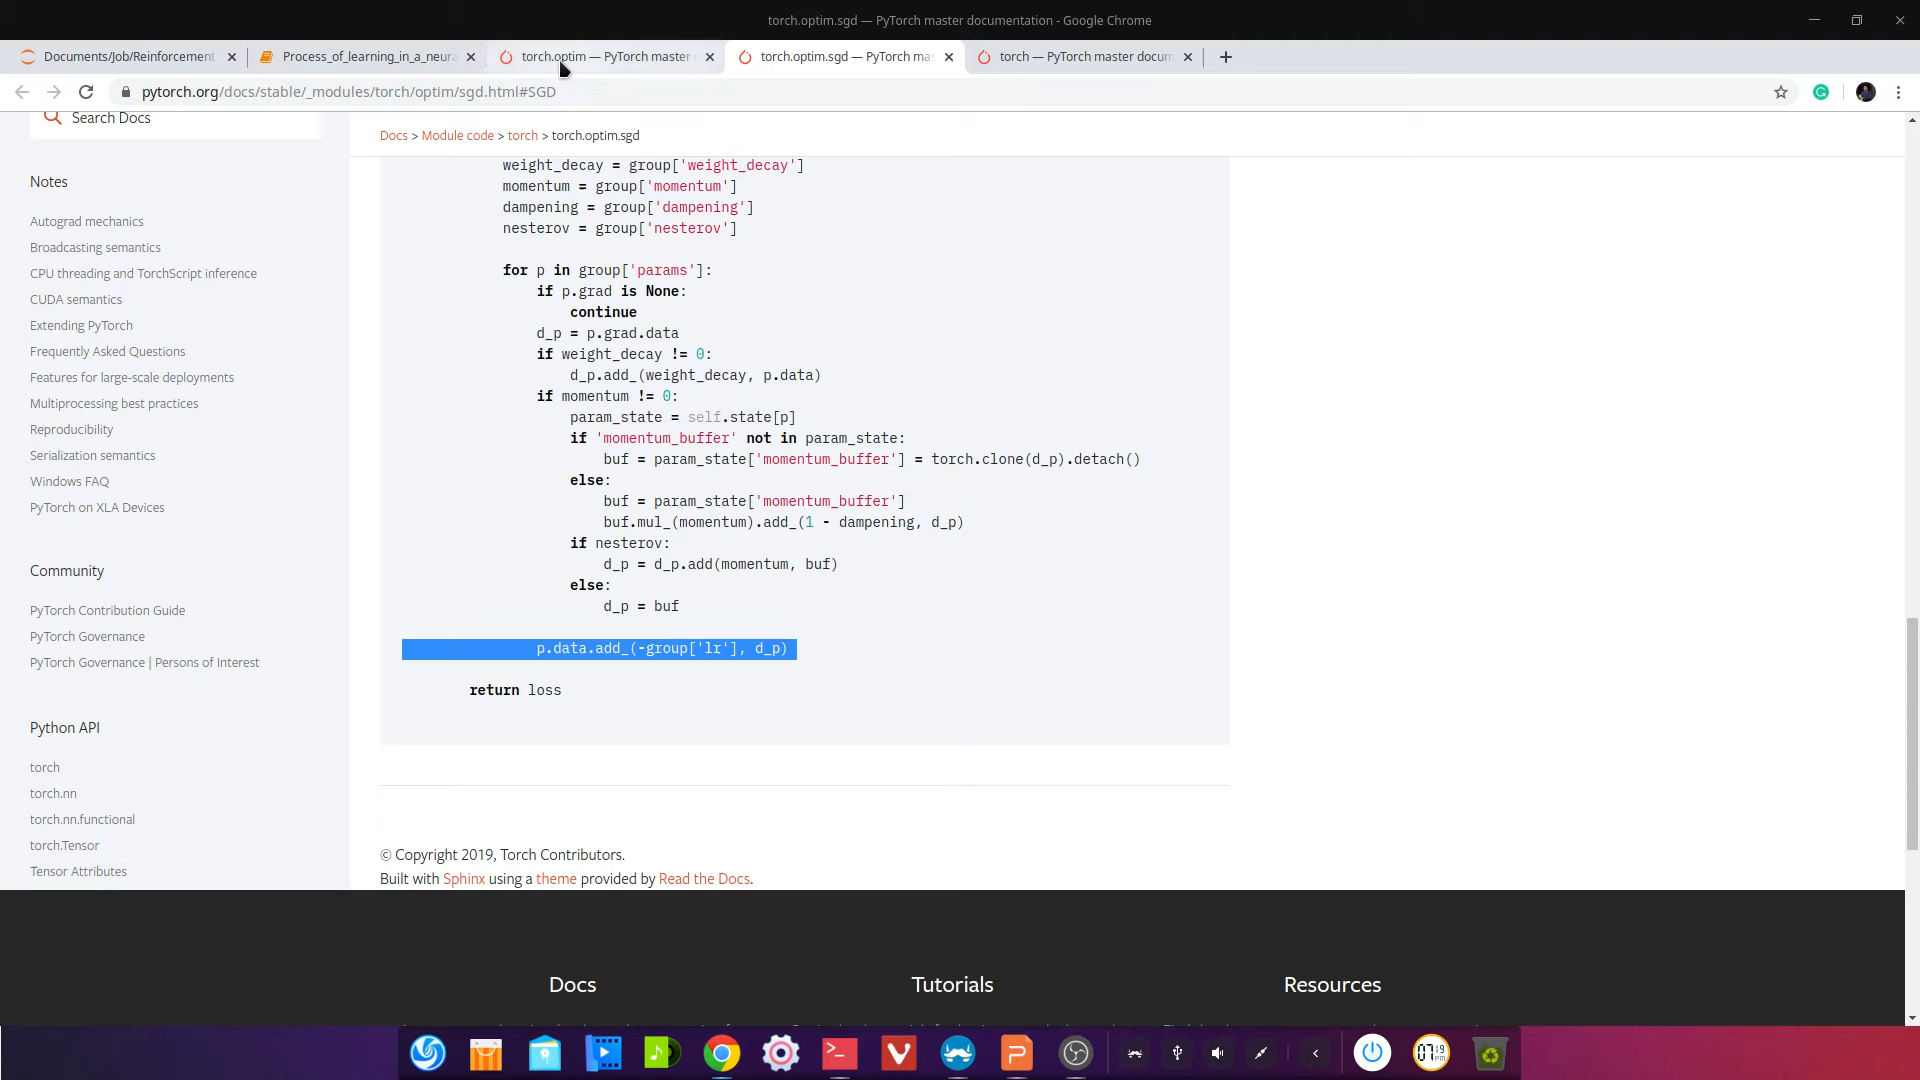 torch.optim.sgd — PyTorch master documentation - Google Chrome
Documents/Job/Reinforcement
Process_of_learning_in_a_neura
torch.optim — PyTorch master
torch.optim.sgd — PyTorch mas
torch — PyTorch master docum
pytorch.org/docs/stable/_modules/torch/optim/sgd.html#SGD
Search Docs
Docs > Module code > torch > torch.optim.sgd
Notes
Autograd mechanics
Broadcasting semantics
CPU threading and TorchScript inference
CUDA semantics
Extending PyTorch
Frequently Asked Questions
Features for large-scale deployments
Multiprocessing best practices
Reproducibility
Serialization semantics
Windows FAQ
PyTorch on XLA Devices
Community
PyTorch Contribution Guide
PyTorch Governance
PyTorch Governance | Persons of Interest
Python API
torch
torch.nn
torch.nn.functional
torch.Tensor
Tensor Attributes
weight_decay = group['weight_decay']
momentum = group['momentum']
dampening = group['dampening']
nesterov = group['nesterov']
for p in group['params']:
if p.grad is None:
continue
d_p = p.grad.data
if weight_decay != 0:
d_p.add_(weight_decay, p.data)
if momentum != 0:
param_state = self.state[p]
if 'momentum_buffer' not in param_state:
buf = param_state['momentum_buffer'] = torch.clone(d_p).detach()
else:
buf = param_state['momentum_buffer']
buf.mul_(momentum).add_(1 - dampening, d_p)
if nesterov:
d_p = d_p.add(momentum, buf)
else:
d_p = buf
p.data.add_(-group['lr'], d_p)
return loss
© Copyright 2019, Torch Contributors.
Built with Sphinx using a theme provided by Read the Docs.
Docs
Tutorials
Resources
07:19
PM